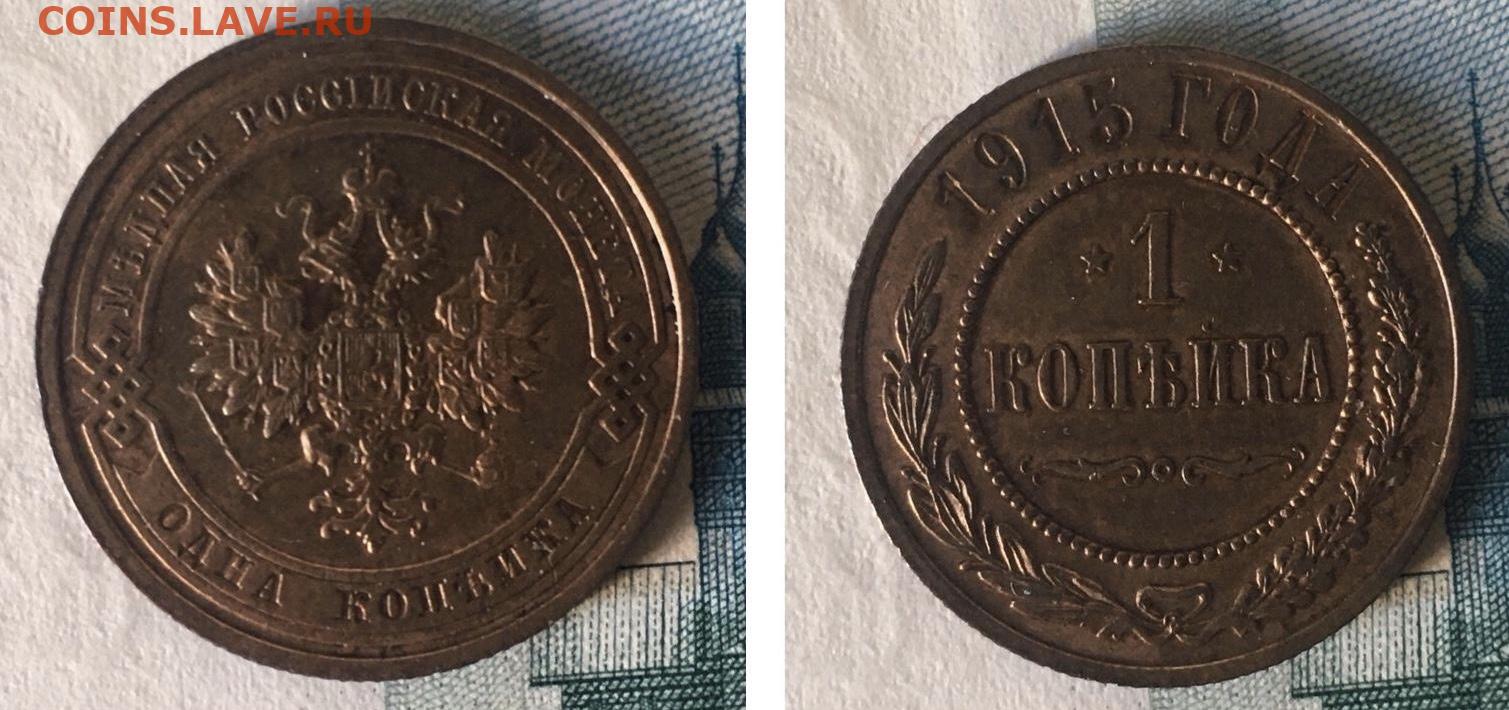 COINS.LAVE.RU
МѢДНАЯ РОССІЙСКАЯ МОНЕТА
ОДНА КОПѢЙКА
1915 ГОДА
1
КОПѢЙКА